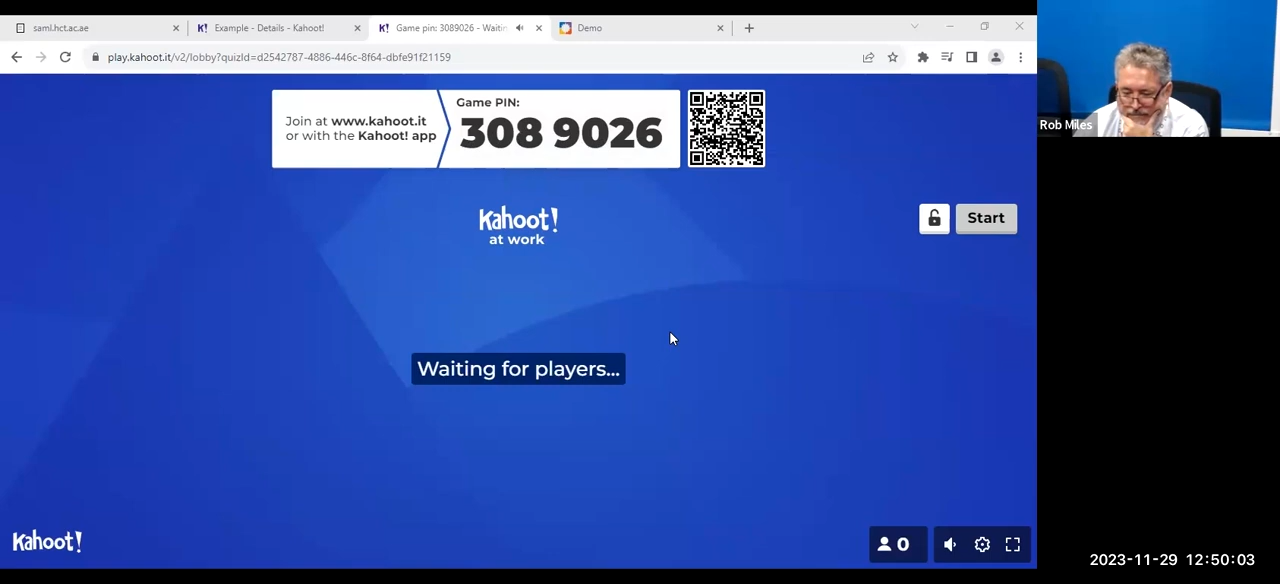 saml.hct.ac.ae
K! Example - Details - Kahoot!
K! Game pin: 3089026 - Waitin
Demo
play.kahoot.it/v2/lobby?quizId=d2542787-4886-446c-8f64-dbfe91f21159
Join at www.kahoot.it
or with the Kahoot! app
Game PIN:
308 9026
Rob Miles
Kahoot!
at work
Start
Waiting for players...
Kahoot!
0
2023-11-29 12:50:03